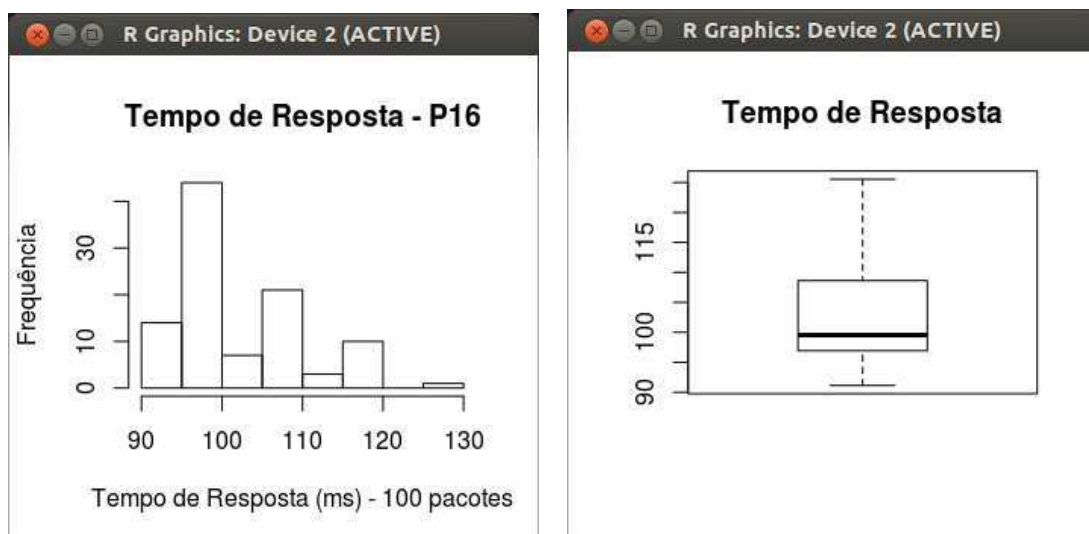 R Graphics: Device 2 (ACTIVE)
Tempo de Resposta - P16
Frequência
30
10
0
90 100 110 120 130
Tempo de Resposta (ms) - 100 pacotes
R Graphics: Device 2 (ACTIVE)
Tempo de Resposta
115
100
90